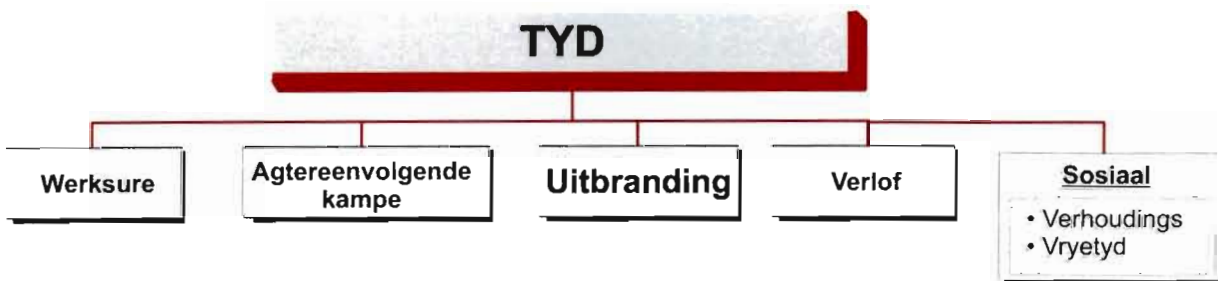 TYD
Werksure
Agtereenvolgende
kampe
Uitbranding
Verlof
Sosiaal
• Verhoudings
• Vryetyd